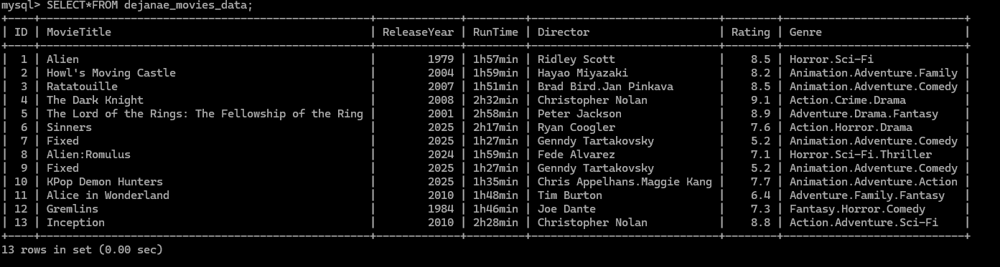 mysql> SELECT*FROM dejanae_movies_data;
+----+--------------------------------------------------+-------------+---------+----------------------------+--------+---------------------------+
| ID | MovieTitle                                        | ReleaseYear | RunTime | Director                    | Rating | Genre                      |
+----+--------------------------------------------------+-------------+---------+----------------------------+--------+---------------------------+
|  1 | Alien                                             |        1979 | 1h57min | Ridley Scott                |    8.5 | Horror.Sci-Fi              |
|  2 | Howl's Moving Castle                              |        2004 | 1h59min | Hayao Miyazaki              |    8.2 | Animation.Adventure.Family |
|  3 | Ratatouille                                       |        2007 | 1h51min | Brad Bird.Jan Pinkava       |    8.5 | Animation.Adventure.Comedy |
|  4 | The Dark Knight                                   |        2008 | 2h32min | Christopher Nolan           |    9.1 | Action.Crime.Drama         |
|  5 | The Lord of the Rings: The Fellowship of the Ring |        2001 | 2h58min | Peter Jackson               |    8.9 | Adventure.Drama.Fantasy    |
|  6 | Sinners                                           |        2025 | 2h17min | Ryan Coogler                |    7.6 | Action.Horror.Drama        |
|  7 | Fixed                                             |        2025 | 1h27min | Genndy Tartakovsky          |    5.2 | Animation.Adventure.Comedy |
|  8 | Alien:Romulus                                     |        2024 | 1h59min | Fede Alvarez                |    7.1 | Horror.Sci-Fi.Thriller     |
|  9 | Fixed                                             |        2025 | 1h27min | Genndy Tartakovsky          |    5.2 | Animation.Adventure.Comedy |
| 10 | KPop Demon Hunters                                |        2025 | 1h35min | Chris Appelhans.Maggie Kang |    7.7 | Animation.Adventure.Action |
| 11 | Alice in Wonderland                               |        2010 | 1h48min | Tim Burton                  |    6.4 | Adventure.Family.Fantasy   |
| 12 | Gremlins                                          |        1984 | 1h46min | Joe Dante                   |    7.3 | Fantasy.Horror.Comedy      |
| 13 | Inception                                         |        2010 | 2h28min | Christopher Nolan           |    8.8 | Action.Adventure.Sci-Fi    |
+----+--------------------------------------------------+-------------+---------+----------------------------+--------+---------------------------+
13 rows in set (0.00 sec)